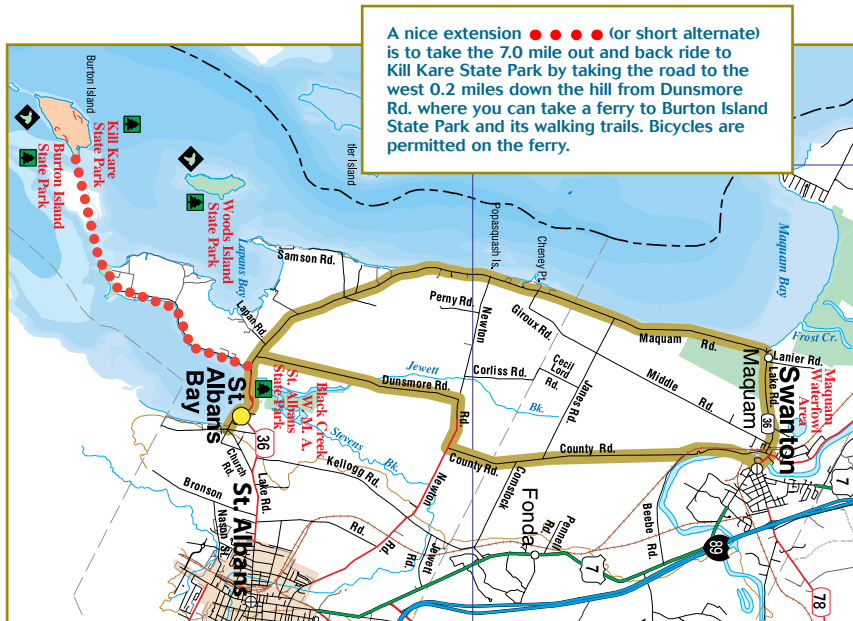 A nice extension (or short alternate)
is to take the 7.0 mile out and back ride to
Kill Kare State Park by taking the road to the
west 0.2 miles down the hill from Dunsmore
Rd. where you can take a ferry to Burton Island
State Park and its walking trails. Bicycles are
permitted on the ferry.
Burton Island
Kill Kare
State Park
Burton Island
State Park
Woods Island
State Park
tler Island
Lapans Bay
Samson Rd.
Lapan Rd.
Popasquash Is.
Cheney Pt.
Maquam Bay
Frost Cr.
Perny Rd.
Newton
Giroux Rd.
Maquam
Rd.
Lanier Rd.
Lake Rd.
Maquam
Swanton
Maquam
Waterfowl
Area
36
Jewett
Bk.
Corliss Rd.
Cecil
Lord
Rd.
Janes Rd.
Middle
Rd.
Dunsmore Rd.
Rd.
County Rd.
County Rd.
St.
Albans
Bay
St. Albans
State Park
Black Creek
W. M. A.
Stevens
Bk.
36
Church
Rd.
Lake Rd.
Kellogg Rd.
Newton
Rd.
Bronson
Rd.
Nason St.
St. Albans
Jewett
Comstock
Rd.
Fonda
Pennell
Rd.
Beebe Rd.
7
89
7
78